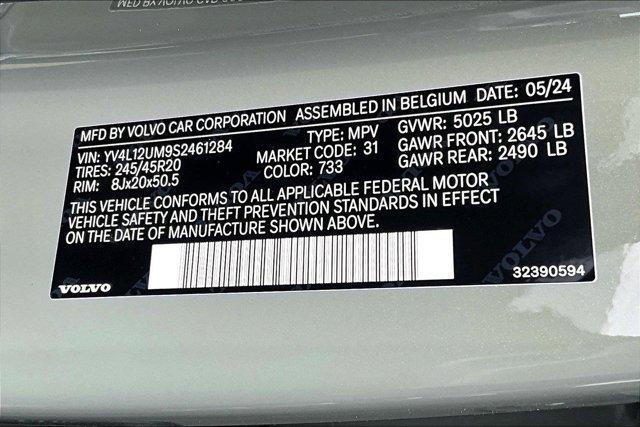 MFD BY VOLVO CAR CORPORATION ASSEMBLED IN BELGIUM DATE: 05/24
VIN: YV4L12UM9S2461284 TYPE: MPV GVWR: 5025 LB
TIRES: 245/45R20 MARKET CODE: 31 GAWR FRONT: 2645 LB
RIM: 8Jx20x50.5 COLOR: 733 GAWR REAR: 2490 LB
THIS VEHICLE CONFORMS TO ALL APPLICABLE FEDERAL MOTOR
VEHICLE SAFETY AND THEFT PREVENTION STANDARDS IN EFFECT
ON THE DATE OF MANUFACTURE SHOWN ABOVE.
VOLVO 32390594
VOLVO